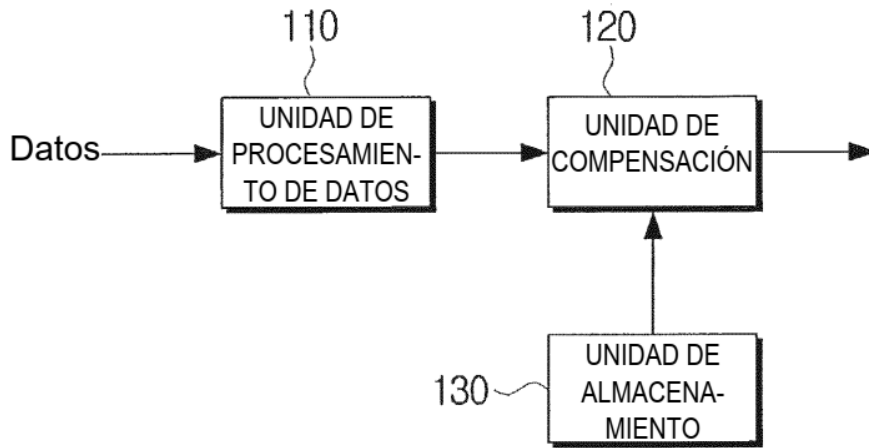 110
120
Datos
UNIDAD DE
PROCESAMIEN-
TO DE DATOS
UNIDAD DE
COMPENSACIÓN
130
UNIDAD DE
ALMACENA-
MIENTO